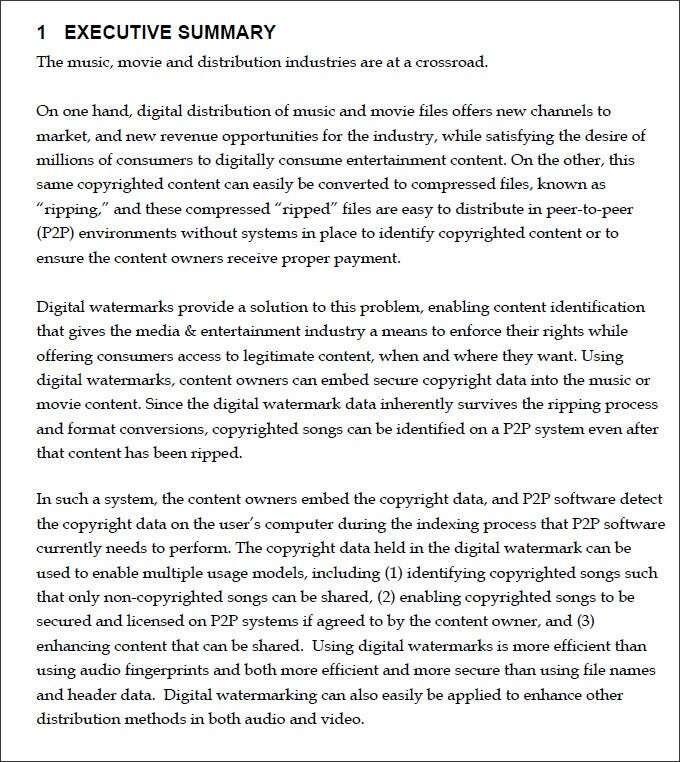 1 EXECUTIVE SUMMARY
The music, movie and distribution industries are at a crossroad.
On one hand, digital distribution of music and movie files offers new channels to
market, and new revenue opportunities for the industry, while satisfying the desire of
millions of consumers to digitally consume entertainment content. On the other, this
same copyrighted content can easily be converted to compressed files, known as
“ripping,” and these compressed “ripped” files are easy to distribute in peer-to-peer
(P2P) environments without systems in place to identify copyrighted content or to
ensure the content owners receive proper payment.
Digital watermarks provide a solution to this problem, enabling content identification
that gives the media & entertainment industry a means to enforce their rights while
offering consumers access to legitimate content, when and where they want. Using
digital watermarks, content owners can embed secure copyright data into the music or
movie content. Since the digital watermark data inherently survives the ripping process
and format conversions, copyrighted songs can be identified on a P2P system even after
that content has been ripped.
In such a system, the content owners embed the copyright data, and P2P software detect
the copyright data on the user’s computer during the indexing process that P2P software
currently needs to perform. The copyright data held in the digital watermark can be
used to enable multiple usage models, including (1) identifying copyrighted songs such
that only non-copyrighted songs can be shared, (2) enabling copyrighted songs to be
secured and licensed on P2P systems if agreed to by the content owner, and (3)
enhancing content that can be shared.  Using digital watermarks is more efficient than
using audio fingerprints and both more efficient and more secure than using file names
and header data.  Digital watermarking can also easily be applied to enhance other
distribution methods in both audio and video.